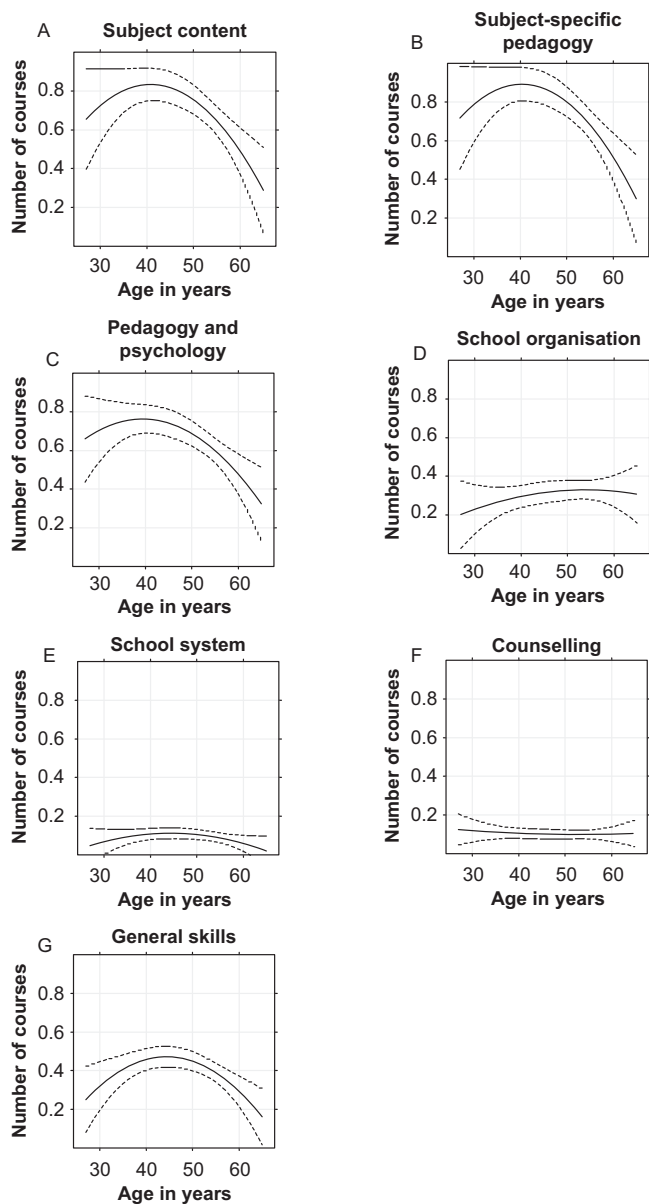 A
Subject content
Number of courses
0.8
0.6
0.4
0.2
30 40 50 60
Age in years
B
Subject-specific
pedagogy
Number of courses
0.8
0.6
0.4
0.2
30 40 50 60
Age in years
C
Pedagogy and
psychology
Number of courses
0.8
0.6
0.4
0.2
30 40 50 60
Age in years
D
School organisation
Number of courses
0.8
0.6
0.4
0.2
30 40 50 60
Age in years
E
School system
Number of courses
0.8
0.6
0.4
0.2
30 40 50 60
Age in years
F
Counselling
Number of courses
0.8
0.6
0.4
0.2
30 40 50 60
Age in years
G
General skills
Number of courses
0.8
0.6
0.4
0.2
30 40 50 60
Age in years